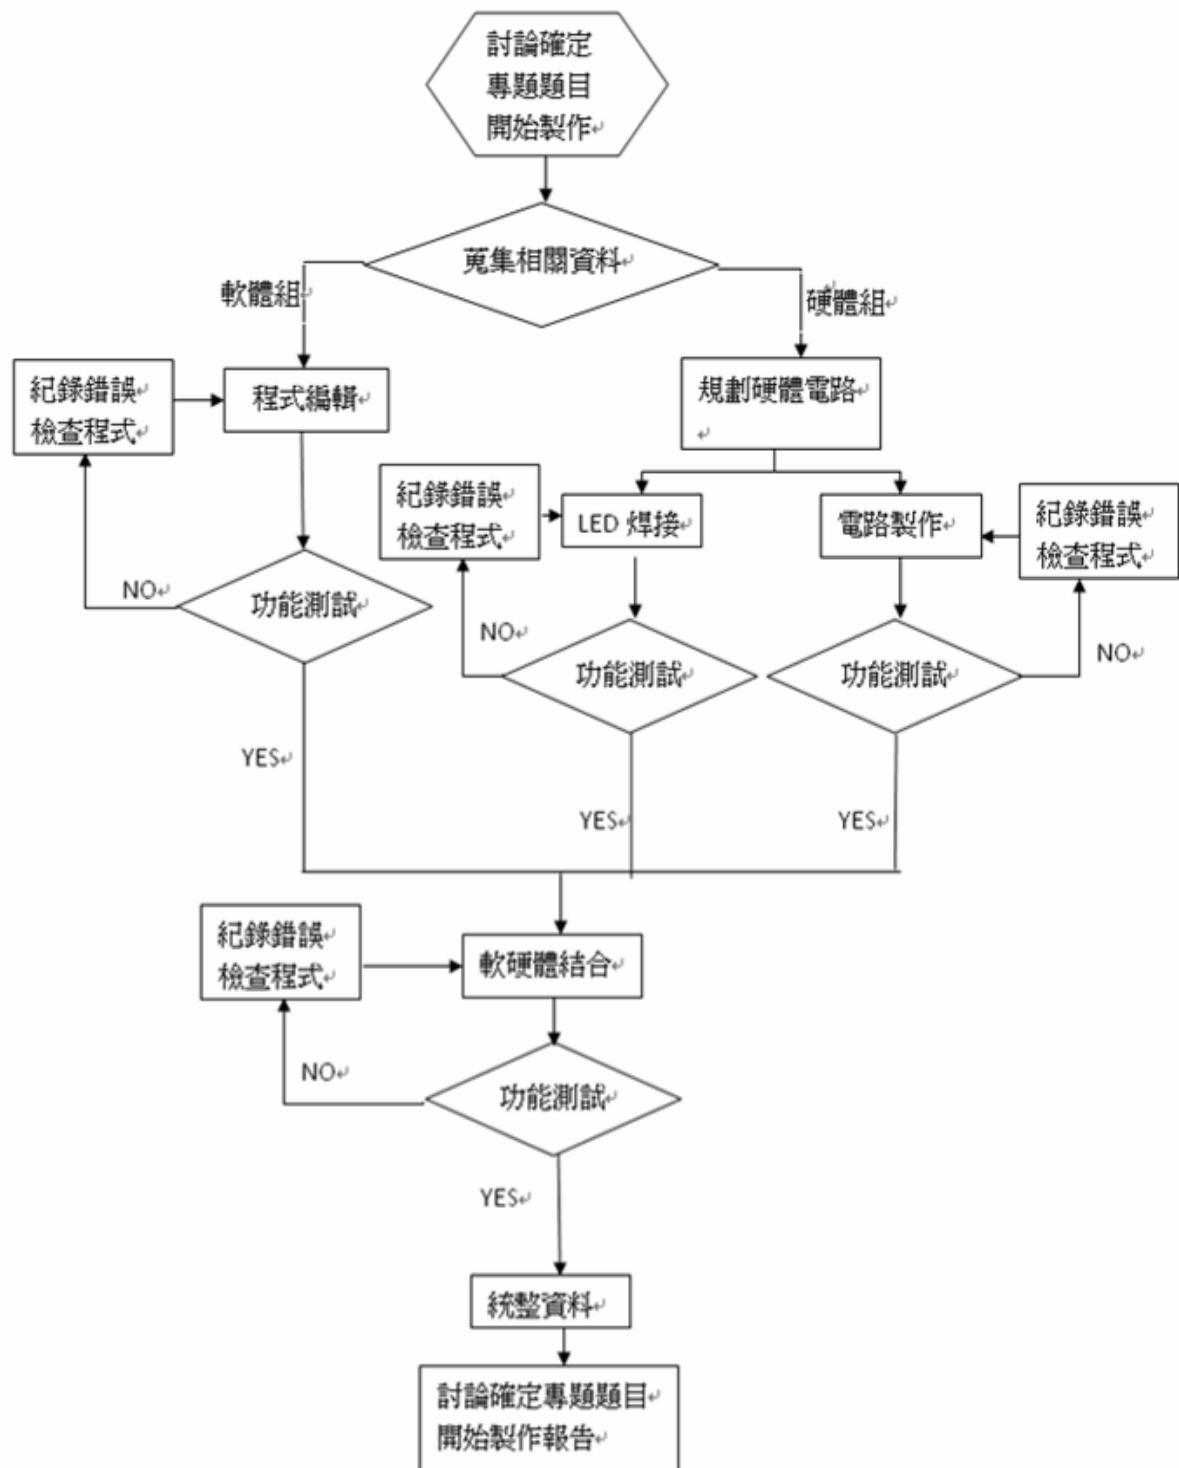 討論確定
專題題目
開始製作
蒐集相關資料
軟體組
硬體組
紀錄錯誤
檢查程式
程式編輯
規劃硬體電路
紀錄錯誤
檢查程式
LED 焊接
電路製作
紀錄錯誤
檢查程式
NO
功能測試
NO
功能測試
功能測試
NO
YES
YES
YES
紀錄錯誤
檢查程式
軟硬體結合
NO
功能測試
YES
統整資料
討論確定專題題目
開始製作報告